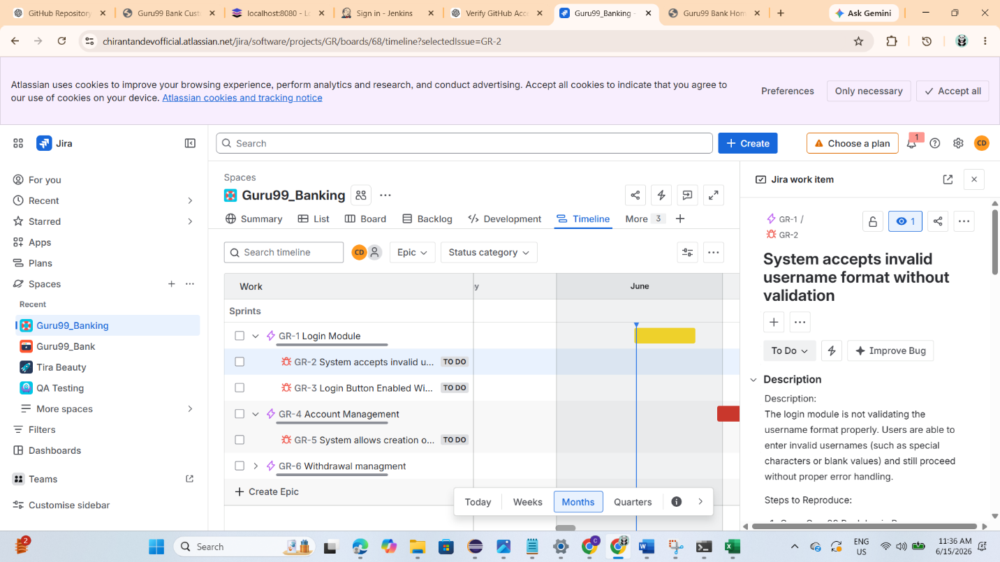 GitHub Repository
Guru99 Bank Cust
localhost:8080 - L
Sign in - Jenkins
Verify GitHub Acc
Guru99_Banking -
Guru99 Bank Hom
Ask Gemini
chirantandevofficial.atlassian.net/jira/software/projects/GR/boards/68/timeline?selectedIssue=GR-2
Atlassian uses cookies to improve your browsing experience, perform analytics and research, and conduct advertising. Accept all cookies to indicate that you agree to
our use of cookies on your device. Atlassian cookies and tracking notice
Preferences
Only necessary
Accept all
Jira
Search
Create
Choose a plan
1
CD
For you
Recent
Starred
Apps
Plans
Spaces
Recent
Guru99_Banking
Guru99_Bank
Tira Beauty
QA Testing
More spaces
Filters
Dashboards
Teams
Customise sidebar
Spaces
Guru99_Banking
Summary
List
Board
Backlog
Development
Timeline
More 3
Search timeline
CD
Epic
Status category
Work
y
June
Sprints
GR-1 Login Module
GR-2 System accepts invalid u... TO DO
GR-3 Login Button Enabled Wi... TO DO
GR-4 Account Management
GR-5 System allows creation o... TO DO
GR-6 Withdrawal managment
Create Epic
Today
Weeks
Months
Quarters
Jira work item
GR-1 /
GR-2
1
System accepts invalid
username format without
validation
To Do
Improve Bug
Description
Description:
The login module is not validating the
username format properly. Users are able to
enter invalid usernames (such as special
characters or blank values) and still proceed
without proper error handling.
Steps to Reproduce:
2
Search
ENG
US
11:36 AM
6/15/2026